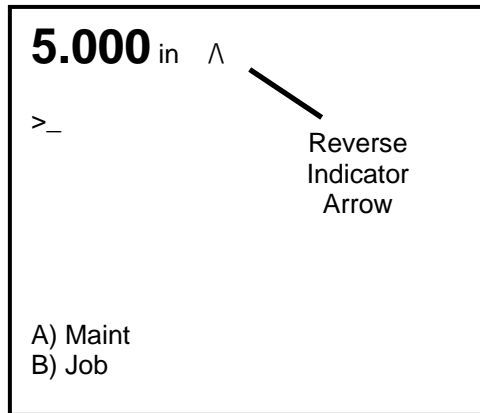 5.000 in /\
>_
Reverse
Indicator
Arrow
A) Maint
B) Job